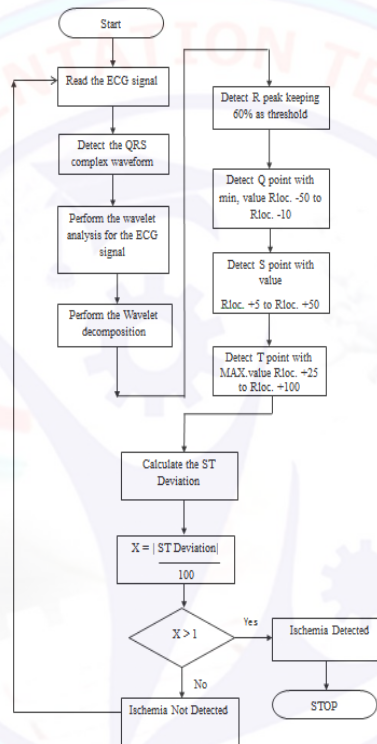 Start
Read the ECG signal
Detect the QRS
complex waveform
Perform the wavelet
analysis for the ECG
signal
Perform the Wavelet
decomposition
Detect R peak keeping
60% as threshold
Detect Q point with
min, value Rloc. -50 to
Rloc. -10
Detect S point with
value
Rloc. +5 to Rloc. +50
Detect T point with
MAX.value Rloc. +25
to Rloc. +100
Calculate the ST
Deviation
X = | ST Deviation|
100
X > 1
Yes
Ischemia Detected
STOP
No
Ischemia Not Detected
ENTATION TE